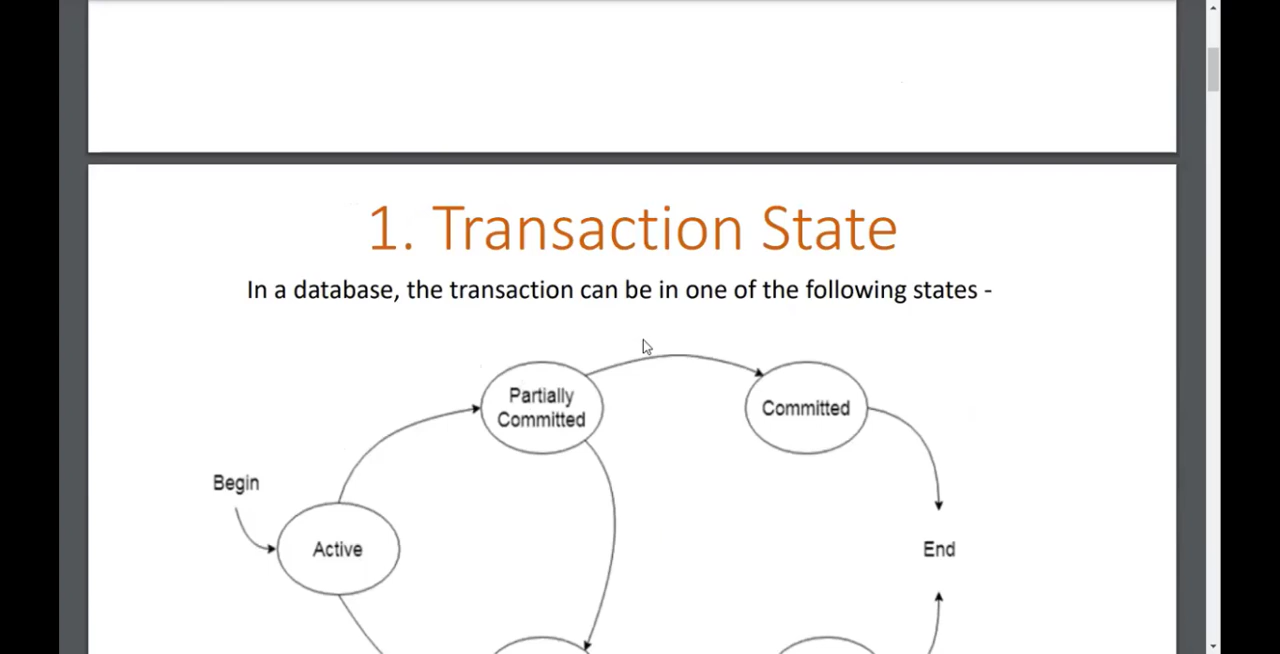 1. Transaction State
In a database, the transaction can be in one of the following states -
Partially
Committed
Committed
Begin
Active
End